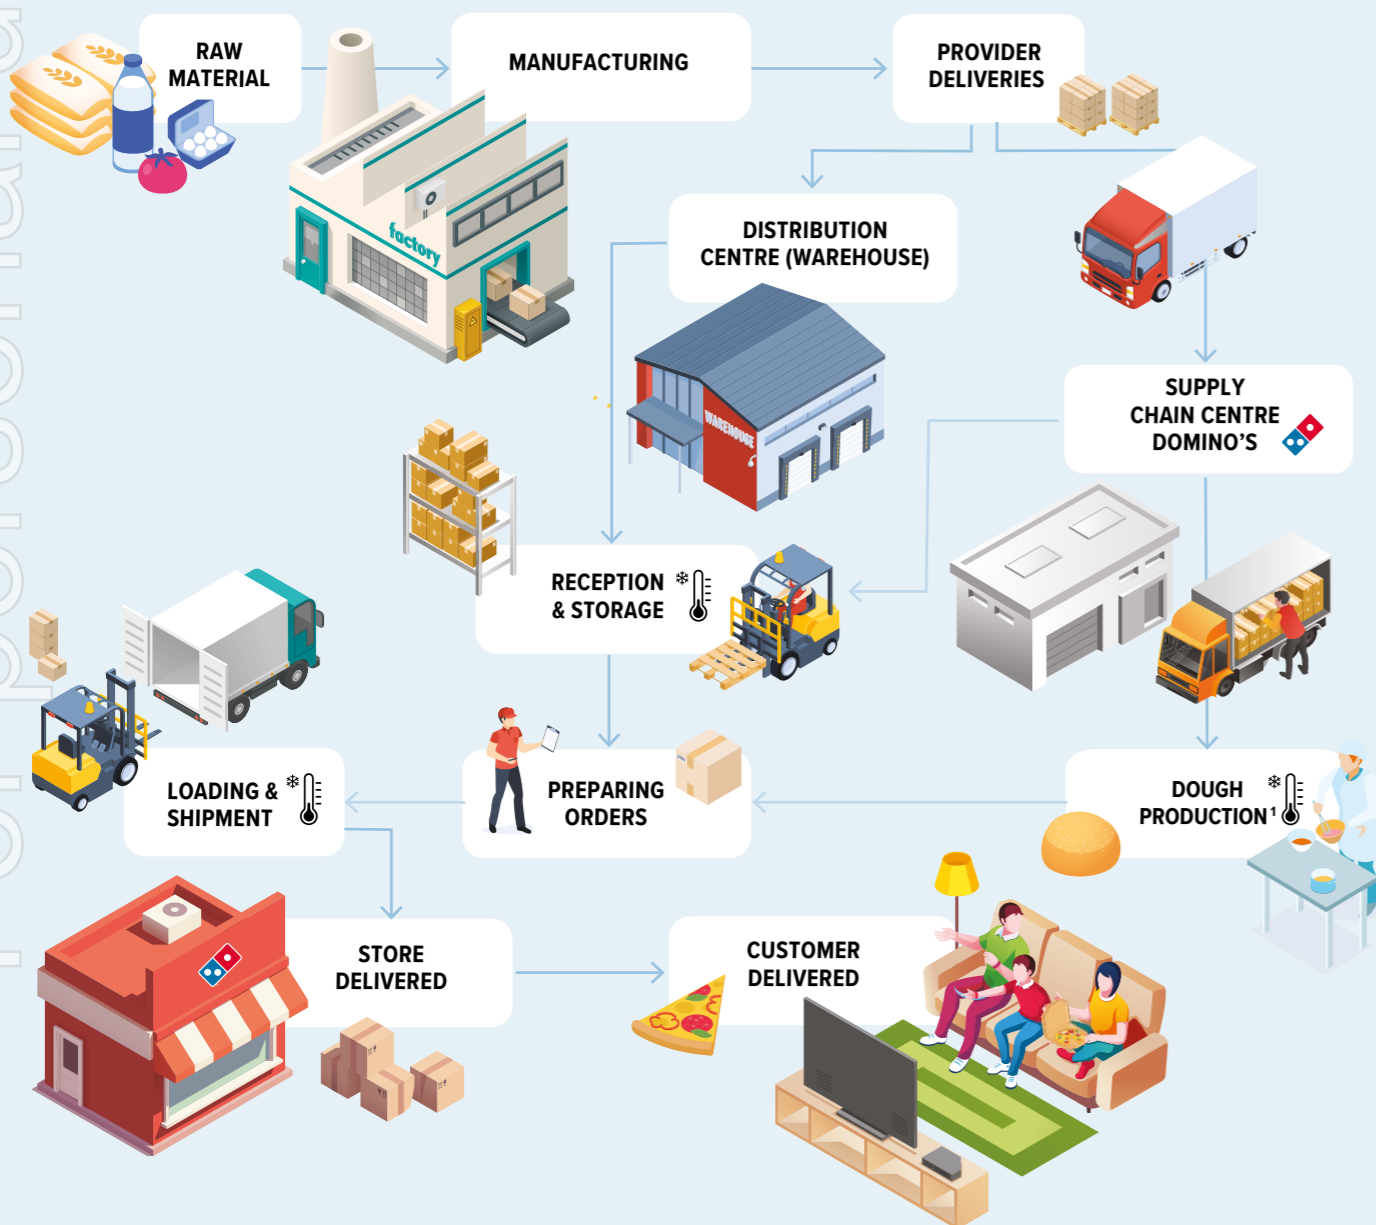 RAW
MATERIAL
MANUFACTURING
PROVIDER
DELIVERIES
factory
DISTRIBUTION
CENTRE (WAREHOUSE)
WAREHOUSE
SUPPLY
CHAIN CENTRE
DOMINO'S
RECEPTION
& STORAGE
LOADING &
SHIPMENT
PREPARING
ORDERS
DOUGH
PRODUCTION¹
STORE
DELIVERED
CUSTOMER
DELIVERED